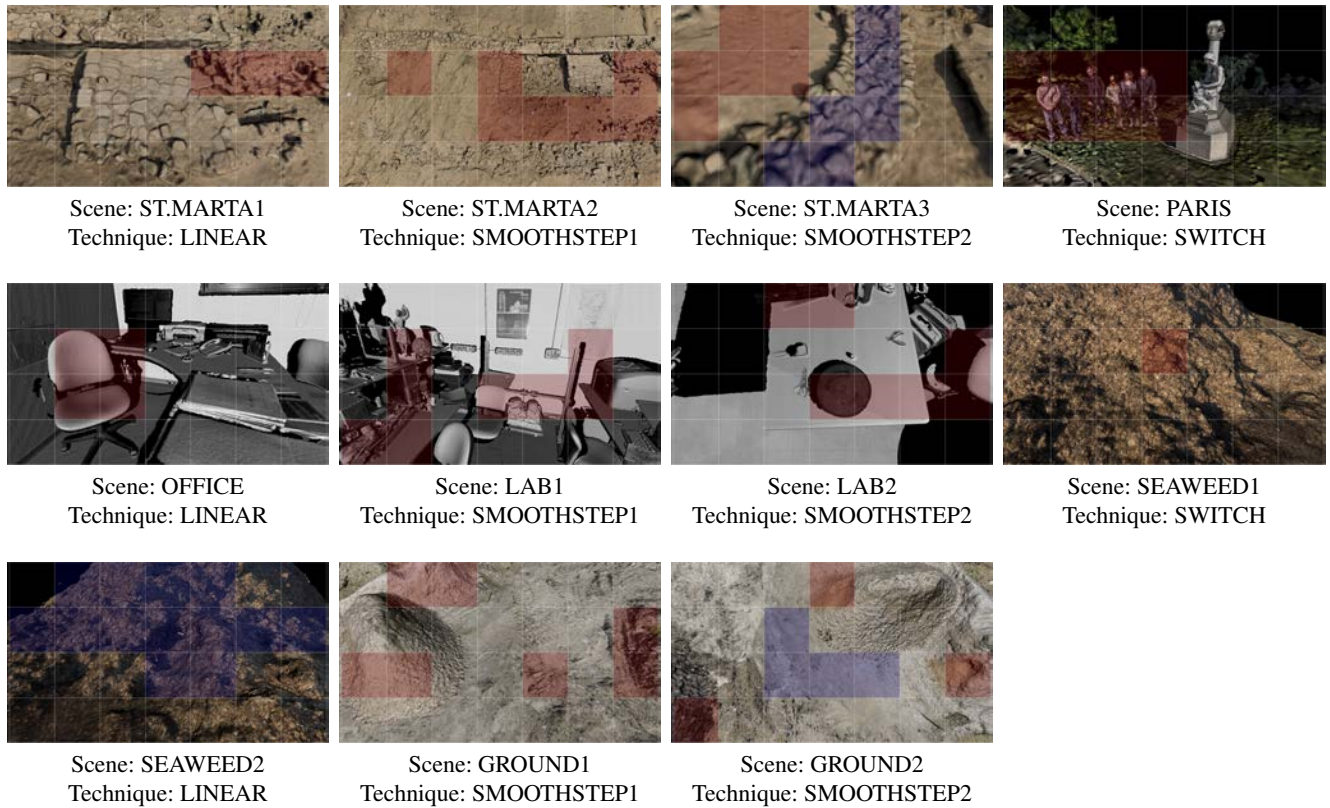 Scene: ST.MARTA1
Technique: LINEAR
Scene: ST.MARTA2
Technique: SMOOTHSTEP1
Scene: ST.MARTA3
Technique: SMOOTHSTEP2
Scene: PARIS
Technique: SWITCH
Scene: OFFICE
Technique: LINEAR
Scene: LAB1
Technique: SMOOTHSTEP1
Scene: LAB2
Technique: SMOOTHSTEP2
Scene: SEAWEED1
Technique: SWITCH
Scene: SEAWEED2
Technique: LINEAR
Scene: GROUND1
Technique: SMOOTHSTEP1
Scene: GROUND2
Technique: SMOOTHSTEP2